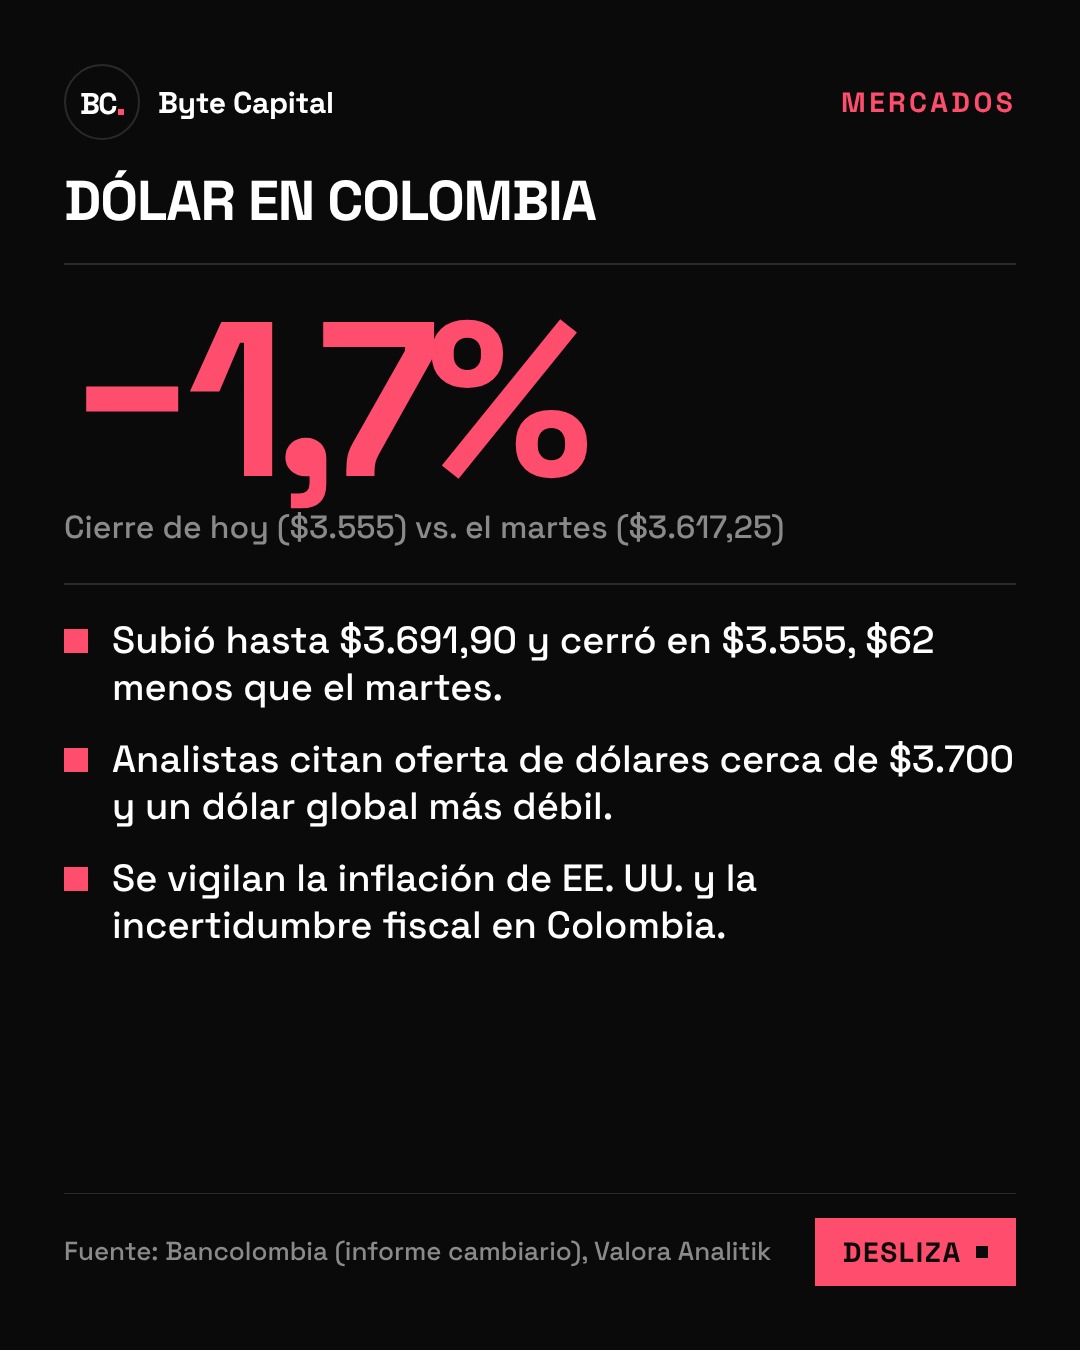 BC.
Byte Capital
MERCADOS
DÓLAR EN COLOMBIA
−1,7%
Cierre de hoy ($3.555) vs. el martes ($3.617,25)
Subió hasta $3.691,90 y cerró en $3.555, $62
menos que el martes.
Analistas citan oferta de dólares cerca de $3.700
y un dólar global más débil.
Se vigilan la inflación de EE. UU. y la
incertidumbre fiscal en Colombia.
Fuente: Bancolombia (informe cambiario), Valora Analitik
DESLIZA